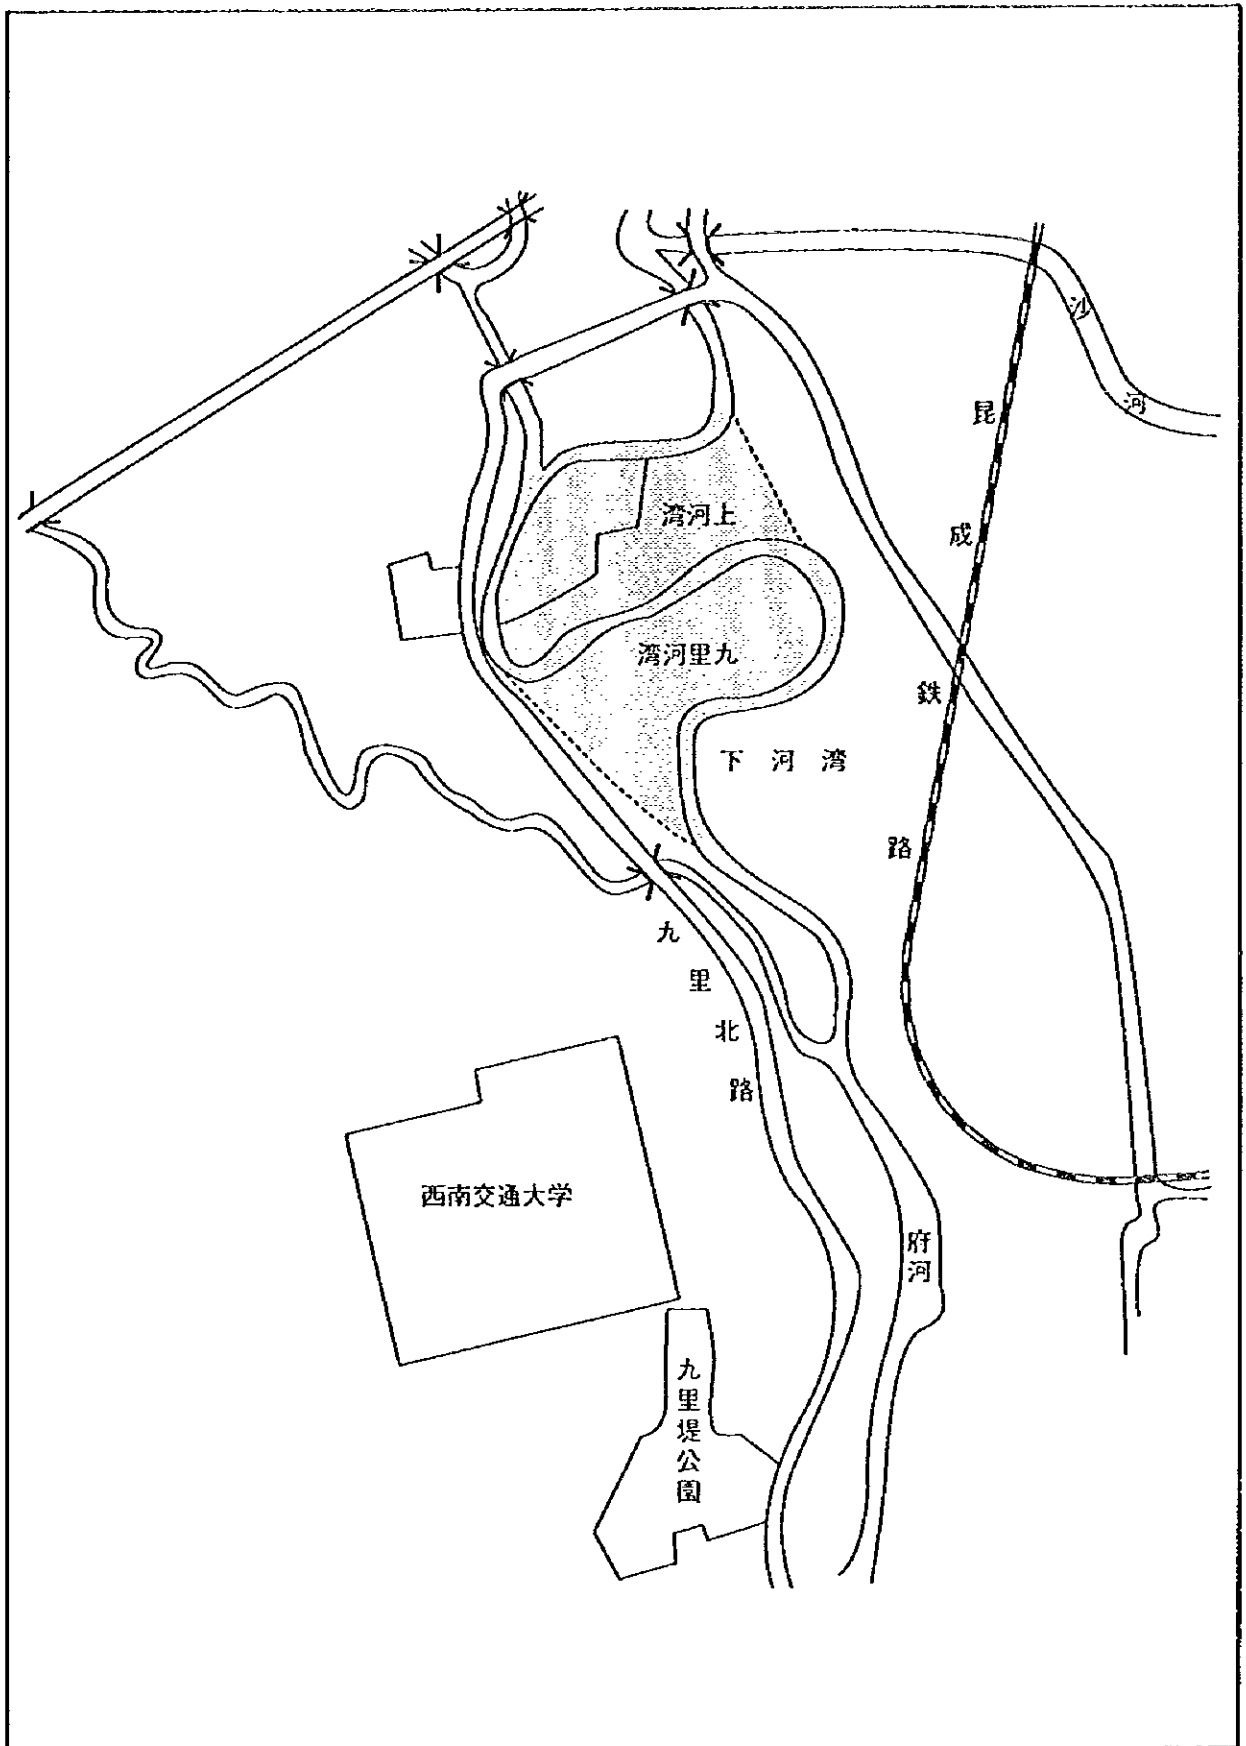 沙河
昆成鉄路
湾河上
湾河里九
下河湾
九里北路
西南交通大学
府河
九里堤公園